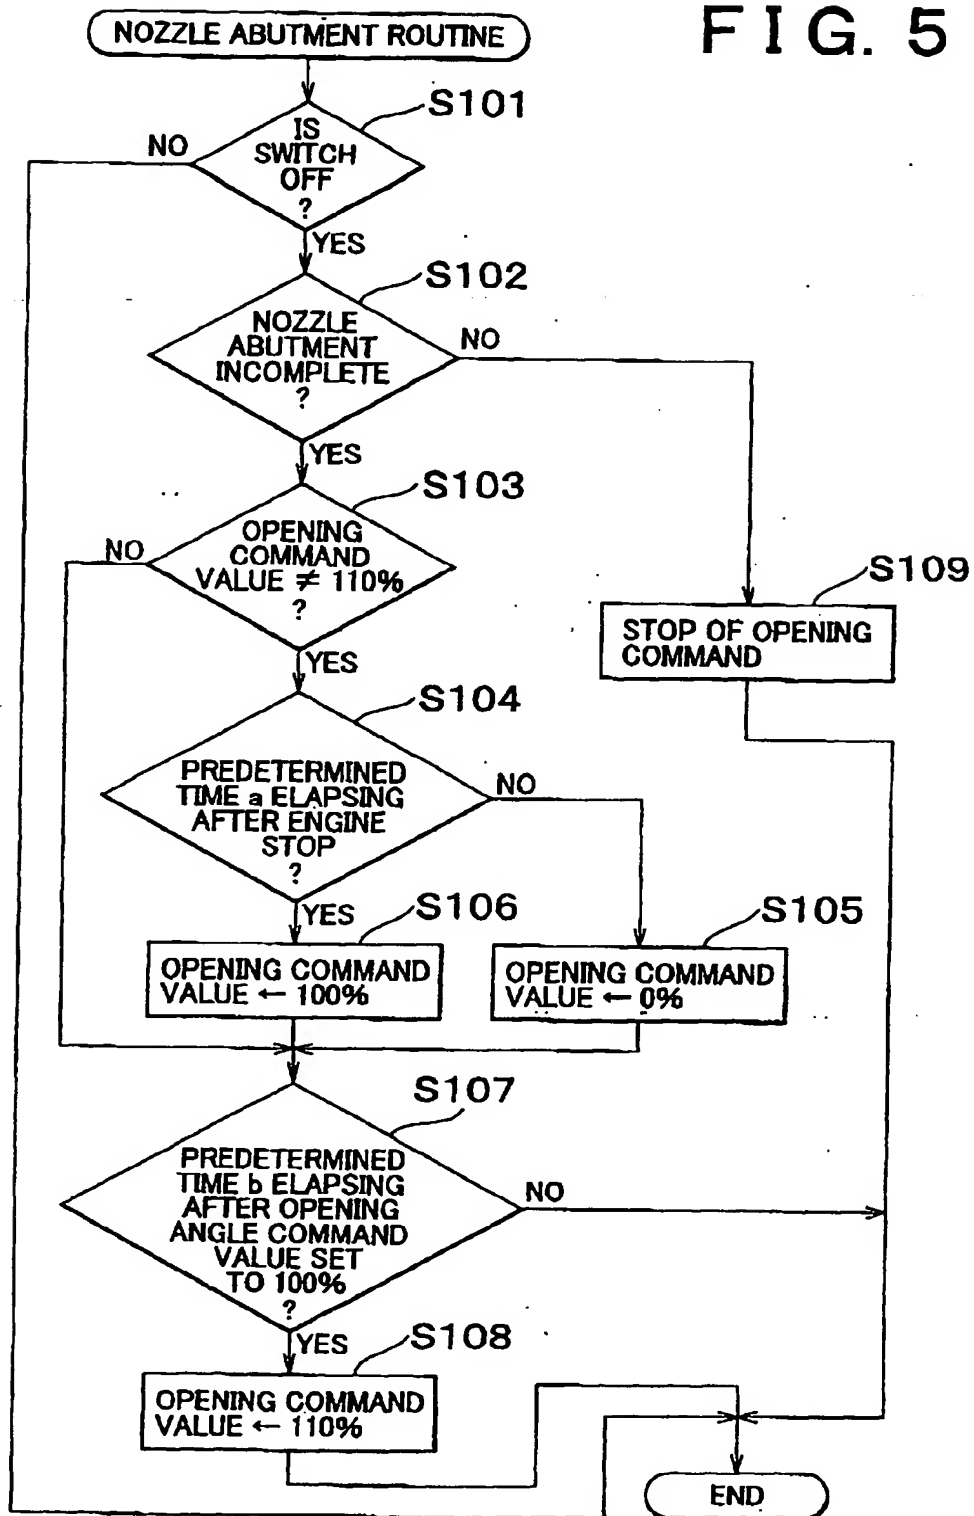 FIG. 5
NOZZLE ABUTMENT ROUTINE
S101
IS
SWITCH
OFF
?
NO
YES
S102
NOZZLE
ABUTMENT
INCOMPLETE
?
NO
YES
S103
OPENING
COMMAND
VALUE ≠ 110%
?
NO
YES
S109
STOP OF OPENING
COMMAND
S104
PREDETERMINED
TIME a ELAPSING
AFTER ENGINE
STOP
?
NO
YES
S106
OPENING COMMAND
VALUE ← 100%
S105
OPENING COMMAND
VALUE ← 0%
S107
PREDETERMINED
TIME b ELAPSING
AFTER OPENING
ANGLE COMMAND
VALUE SET
TO 100%
?
NO
YES
S108
OPENING COMMAND
VALUE ← 110%
END